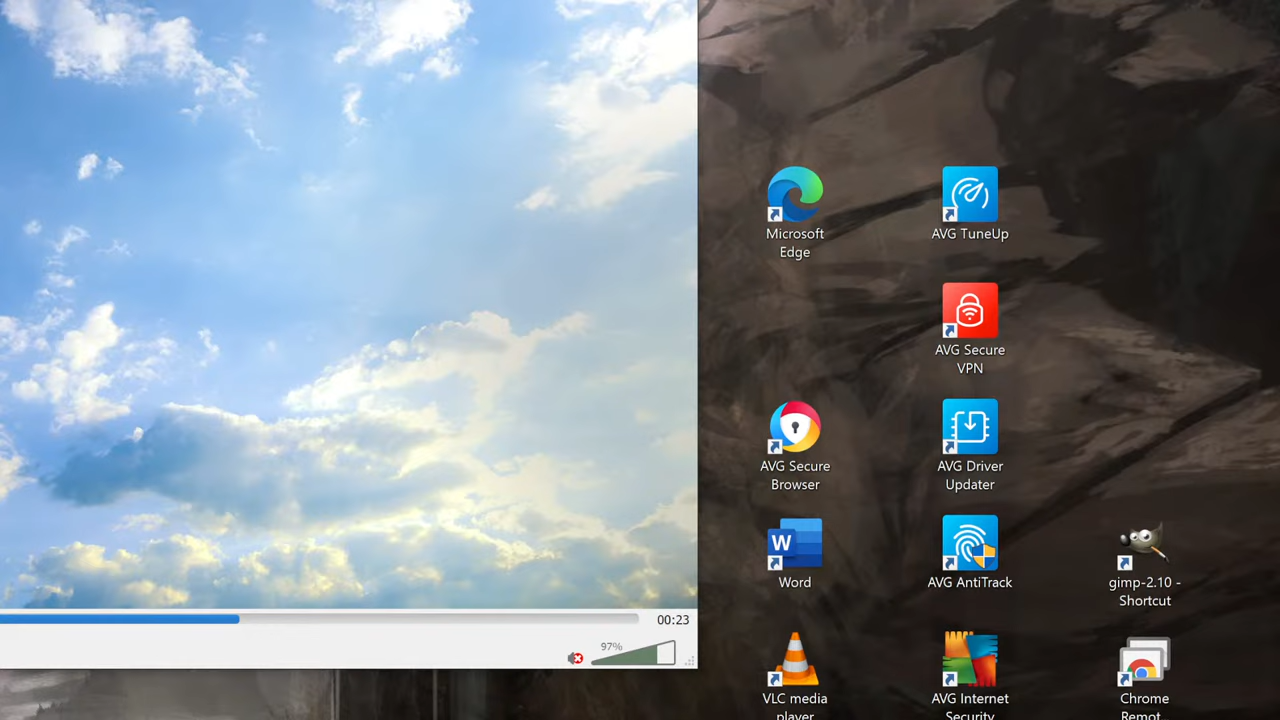 Microsoft
Edge
AVG TuneUp
AVG Secure
VPN
AVG Secure
Browser
AVG Driver
Updater
W
Word
AVG AntiTrack
gimp-2.10 -
Shortcut
00:23
97%
VLC media
player
AVG Internet
Security
Chrome
Remot